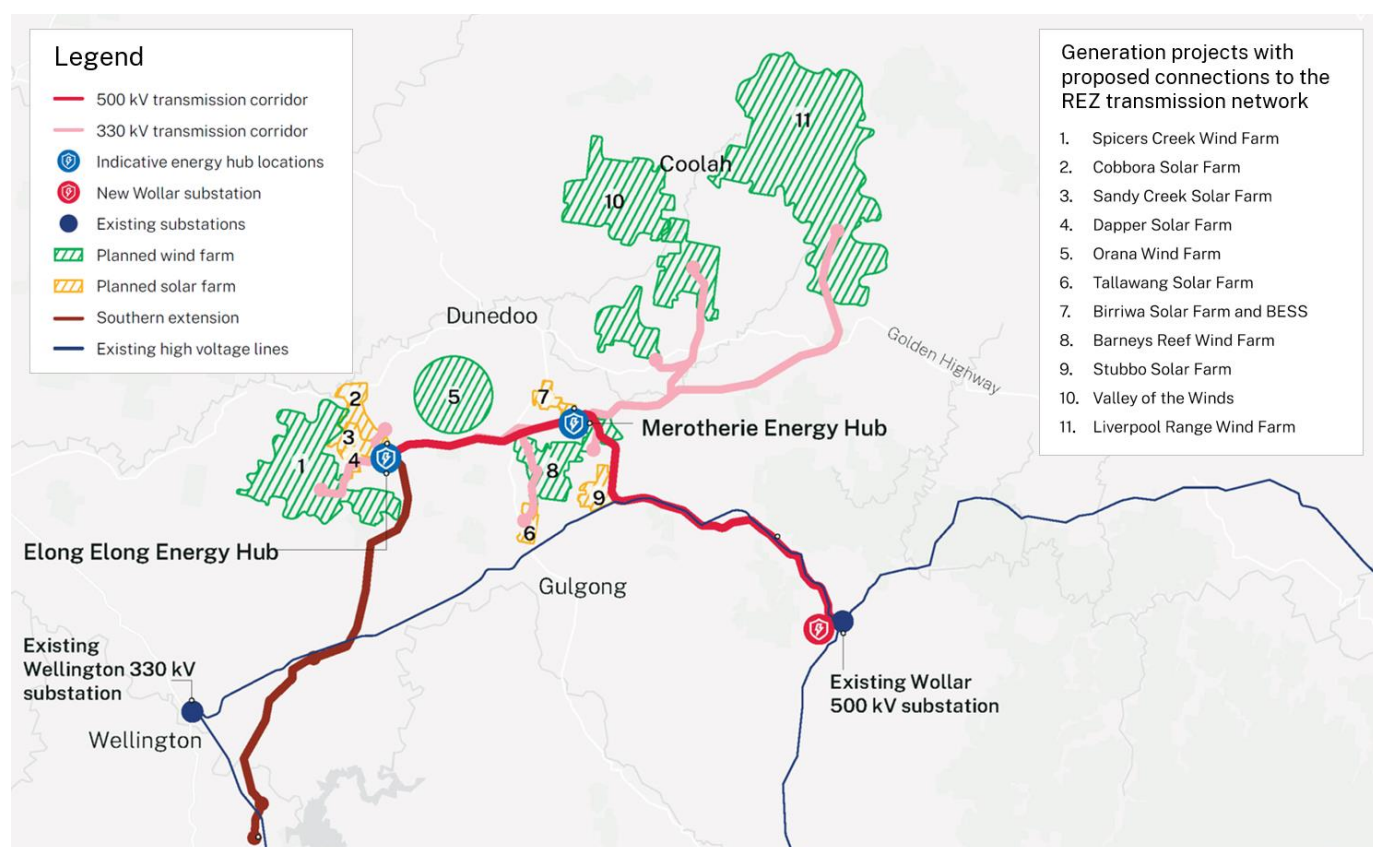 Legend
500 kV transmission corridor
330 kV transmission corridor
Indicative energy hub locations
New Wollar substation
Existing substations
Planned wind farm
Planned solar farm
Southern extension
Existing high voltage lines
Generation projects with
proposed connections to the
REZ transmission network
1. Spicers Creek Wind Farm
2. Cobbora Solar Farm
3. Sandy Creek Solar Farm
4. Dapper Solar Farm
5. Orana Wind Farm
6. Tallawang Solar Farm
7. Birriwa Solar Farm and BESS
8. Barneys Reef Wind Farm
9. Stubbo Solar Farm
10. Valley of the Winds
11. Liverpool Range Wind Farm
11
Coolah
10
Dunedoo
Golden Highway
2
5
7
3
Merotherie Energy Hub
1
4
8
9
6
Elong Elong Energy Hub
Gulgong
Existing
Wellington 330 kV
substation
Wellington
Existing Wollar
500 kV substation